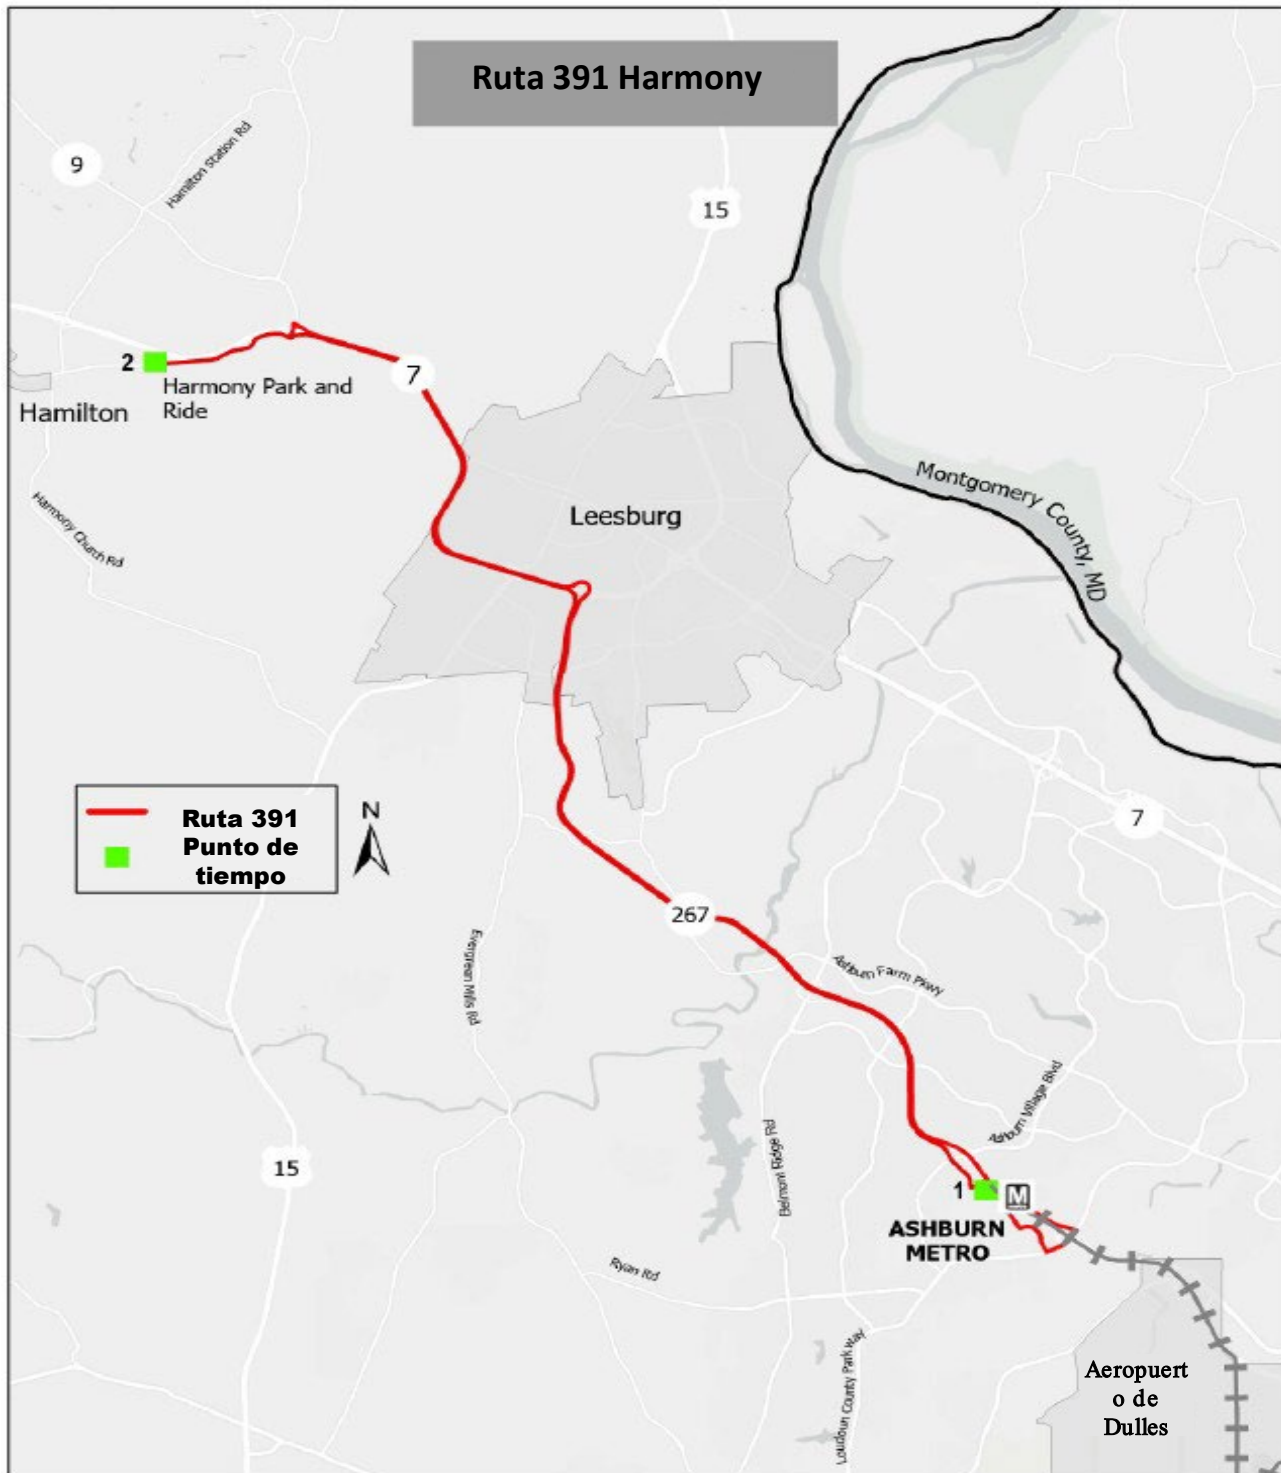 Ruta 391 Harmony
9
Hamilton Station Rd
15
2
Harmony Park and
Ride
7
Hamilton
Leesburg
Harmony Church Rd
Montgomery County, MD
N
Ruta 391
Punto de
tiempo
7
267
Evergreen Mills Rd
Ashburn Farm Pkwy
Ashburn Village Blvd
Belmont Ridge Rd
15
1
M
ASHBURN
METRO
Ryan Rd
Loudoun County Parkway
Aeropuert
o de
Dulles